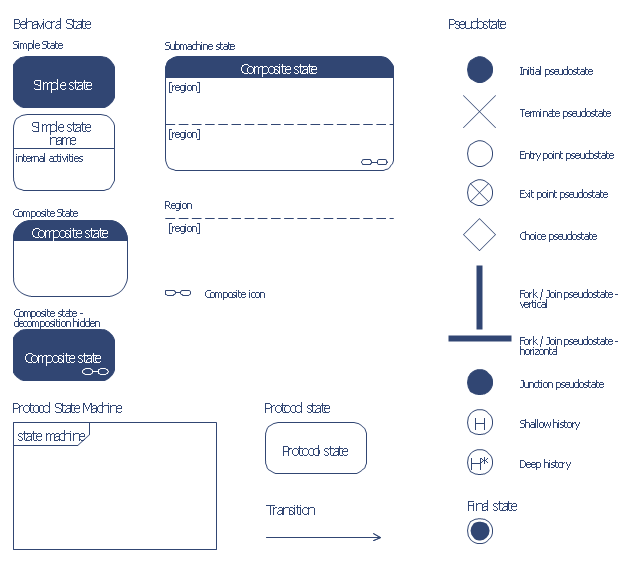 Behavioral State
Simple State
Simple state
Simple state
name
internal activities
Composite State
Composite state
Composite state -
decomposition hidden
Composite state
Submachine state
Composite state
[region]
[region]
Region
[region]
Composite icon
Pseudostate
Initial pseudostate
Terminate pseudostate
Entry point pseudostate
Exit point pseudostate
Choice pseudostate
Fork / Join pseudostate -
vertical
Fork / Join pseudostate -
horizontal
Junction pseudostate
H
Shallow history
H*
Deep history
Final state
Protocol State Machine
state machine
Protocol state
Protocol state
Transition